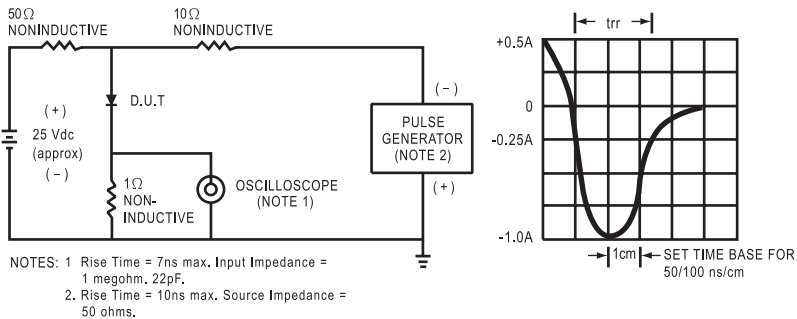 50Ω
NONINDUCTIVE
10Ω
NONINDUCTIVE
(+)
25 Vdc
(approx)
(−)
D.U.T
1Ω
NON-
INDUCTIVE
OSCILLOSCOPE
(NOTE 1)
(−)
PULSE
GENERATOR
(NOTE 2)
(+)
trr
+0.5A
0
-0.25A
-1.0A
1cm
SET TIME BASE FOR
50/100 ns/cm
NOTES: 1 Rise Time = 7ns max. Input Impedance =
1 megohm. 22pF.
2. Rise Time = 10ns max. Source Impedance =
50 ohms.